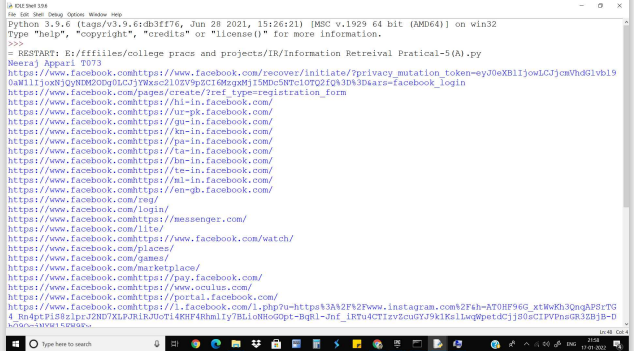 IDLE Shell 3.9.6
File Edit Shell Debug Options Window Help
Python 3.9.6 (tags/v3.9.6:db3ff76, Jun 28 2021, 15:26:21) [MSC v.1929 64 bit (AMD64)] on win32
Type "help", "copyright", "credits" or "license()" for more information.
>>>
= RESTART: E:/fffiiles/college pracs and projects/IR/Information Retreival Pratical-5(A).py
Neeraj Appari T073
https://www.facebook.comhttps://www.facebook.com/recover/initiate/?privacy_mutation_token=eyJ0eXBlIjowLCJjcmVhdGlvbl9
0aW1lIjoxNjQyNDM2ODg0LCJjYWxsc2l0ZV9pZCI6MzgxMjI5MDc5NTc1OTQ2fQ%3D%3D&ars=facebook_login
https://www.facebook.com/pages/create/?ref_type=registration_form
https://www.facebook.comhttps://hi-in.facebook.com/
https://www.facebook.comhttps://ur-pk.facebook.com/
https://www.facebook.comhttps://gu-in.facebook.com/
https://www.facebook.comhttps://kn-in.facebook.com/
https://www.facebook.comhttps://pa-in.facebook.com/
https://www.facebook.comhttps://ta-in.facebook.com/
https://www.facebook.comhttps://bn-in.facebook.com/
https://www.facebook.comhttps://te-in.facebook.com/
https://www.facebook.comhttps://ml-in.facebook.com/
https://www.facebook.comhttps://en-gb.facebook.com/
https://www.facebook.com/reg/
https://www.facebook.com/login/
https://www.facebook.comhttps://messenger.com/
https://www.facebook.com/lite/
https://www.facebook.comhttps://www.facebook.com/watch/
https://www.facebook.com/places/
https://www.facebook.com/games/
https://www.facebook.com/marketplace/
https://www.facebook.comhttps://pay.facebook.com/
https://www.facebook.comhttps://www.oculus.com/
https://www.facebook.comhttps://portal.facebook.com/
https://www.facebook.comhttps://l.facebook.com/l.php?u=https%3A%2F%2Fwww.instagram.com%2F&h=AT0HF96G_xtWwKh3QnqAPSrTG
Ln: 48 Col: 4
Type here to search
ENG
21:58
17-01-2022